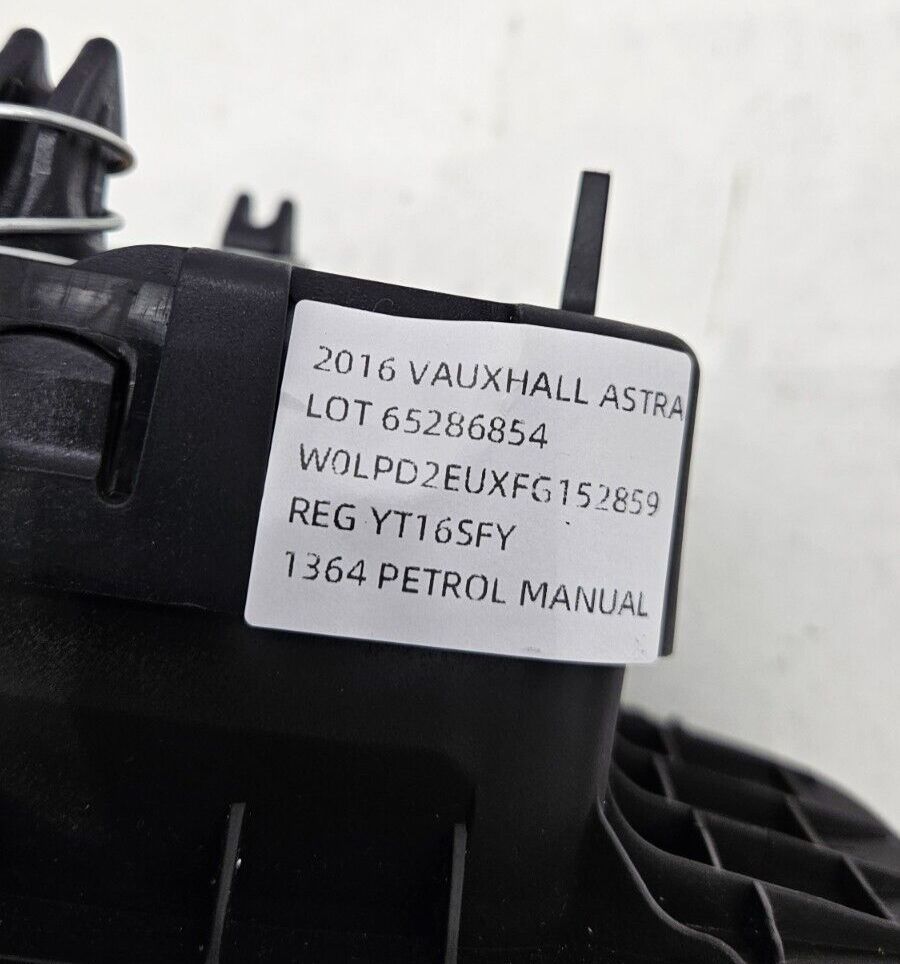 2016 VAUXHALL ASTRA
LOT 65286854
W0LPD2EUXFG152859
REG YT16SFY
1364 PETROL MANUAL